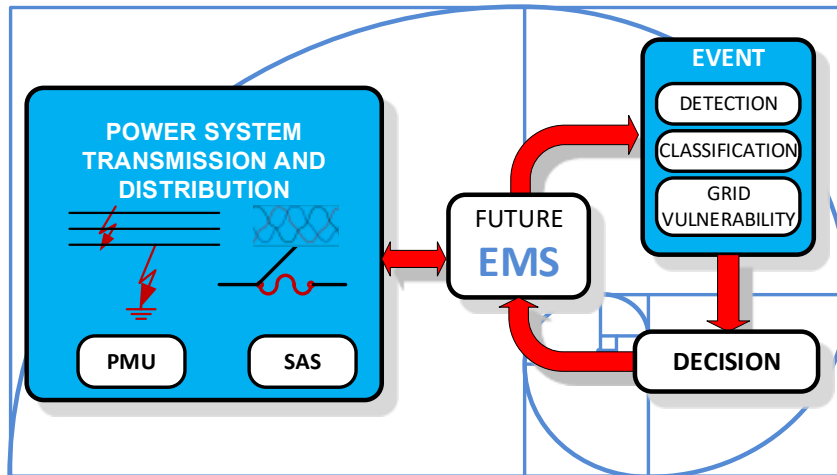 POWER SYSTEM
TRANSMISSION AND
DISTRIBUTION
PMU
SAS
FUTURE
EMS
EVENT
DETECTION
CLASSIFICATION
GRID
VULNERABILITY
DECISION